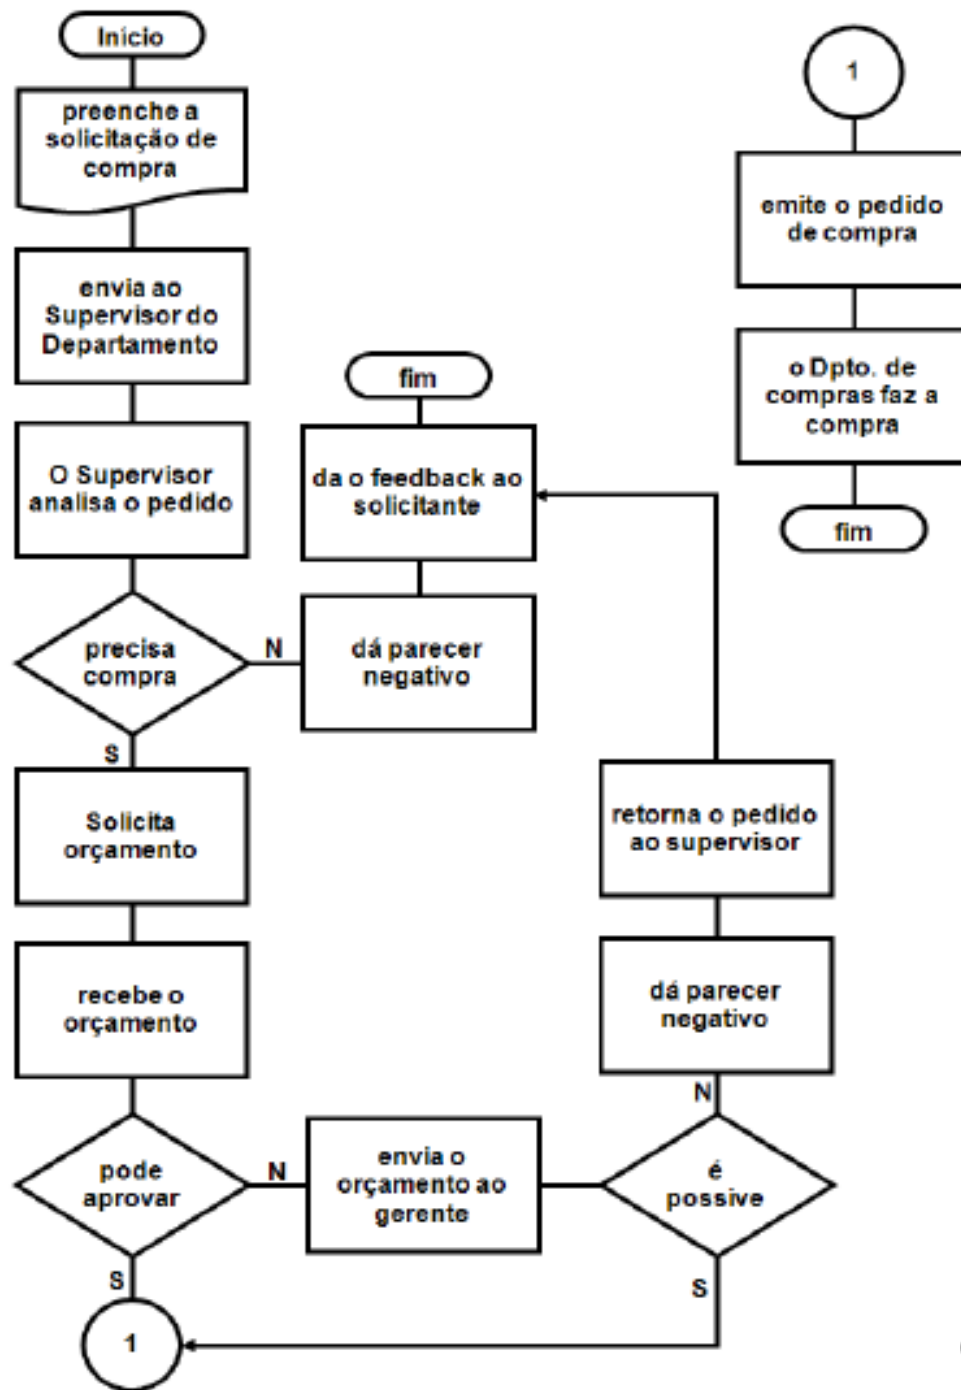 Início
preenche a
solicitação de
compra
envia ao
Supervisor do
Departamento
O Supervisor
analisa o pedido
precisa
compra
N
S
dá parecer
negativo
da o feedback ao
solicitante
fim
Solicita
orçamento
recebe o
orçamento
pode
aprovar
N
S
envia o
orçamento ao
gerente
é
possive
N
S
dá parecer
negativo
retorna o pedido
ao supervisor
1
1
emite o pedido
de compra
o Dpto. de
compras faz a
compra
fim